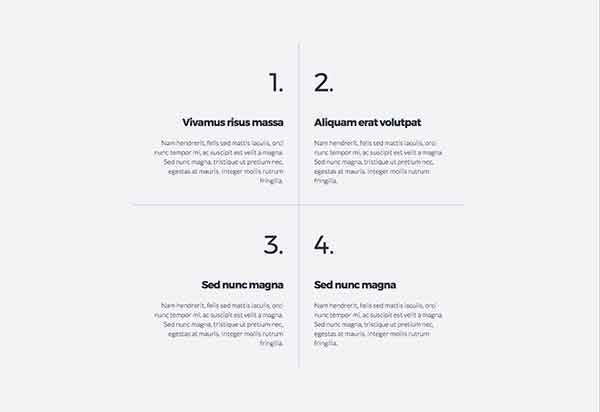 1.
Vivamus risus massa
Nam hendrerit, felis sed mattis iaculis, orci
nunc tempor mi, ac suscipit est velit a magna.
Sed nunc magna, tristique ut pretium nec,
egestas at mauris. Integer mollis rutrum
fringilla.
2.
Aliquam erat volutpat
Nam hendrerit, felis sed mattis iaculis, orci
nunc tempor mi, ac suscipit est velit a magna.
Sed nunc magna, tristique ut pretium nec,
egestas at mauris. Integer mollis rutrum
fringilla.
3.
Sed nunc magna
Nam hendrerit, felis sed mattis iaculis, orci
nunc tempor mi, ac suscipit est velit a magna.
Sed nunc magna, tristique ut pretium nec,
egestas at mauris. Integer mollis rutrum
fringilla.
4.
Sed nunc magna
Nam hendrerit, felis sed mattis iaculis, orci
nunc tempor mi, ac suscipit est velit a magna.
Sed nunc magna, tristique ut pretium nec,
egestas at mauris. Integer mollis rutrum
fringilla.